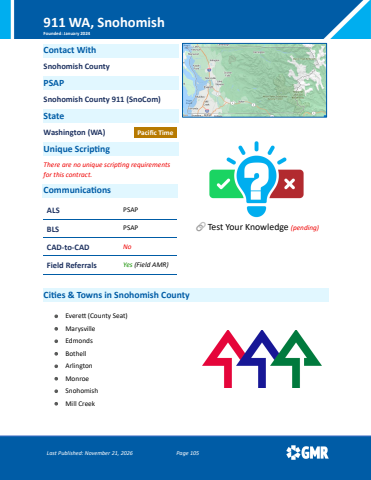 911 WA, Snohomish
Founded: January 2020
Contact With
Snohomish County
PSAP
Snohomish County 911 (SnoCom)
State
Washington (WA)
Pacific Time
Unique Scripting
There are no unique scripting requirements
for this contract.
Communications
ALS PSAP
BLS PSAP
CAD-to-CAD No
Field Referrals Yes (Field AMR)
Test Your Knowledge (pending)
Cities & Towns in Snohomish County
Everett (County Seat)
Marysville
Edmonds
Bothell
Arlington
Monroe
Snohomish
Mill Creek
Last Published: November 21, 2026
Page 105
GMR